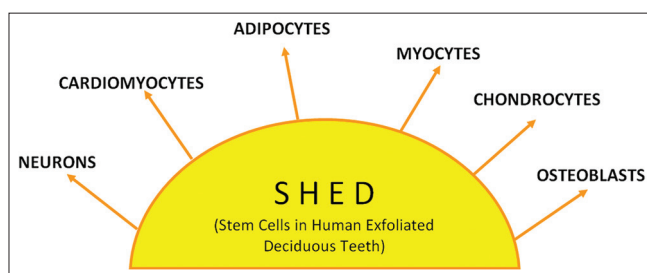 ADIPOCYTES
MYOCYTES
CARDIOMYOCYTES
CHONDROCYTES
NEURONS
OSTEOBLASTS
SHED
(Stem Cells in Human Exfoliated
Deciduous Teeth)